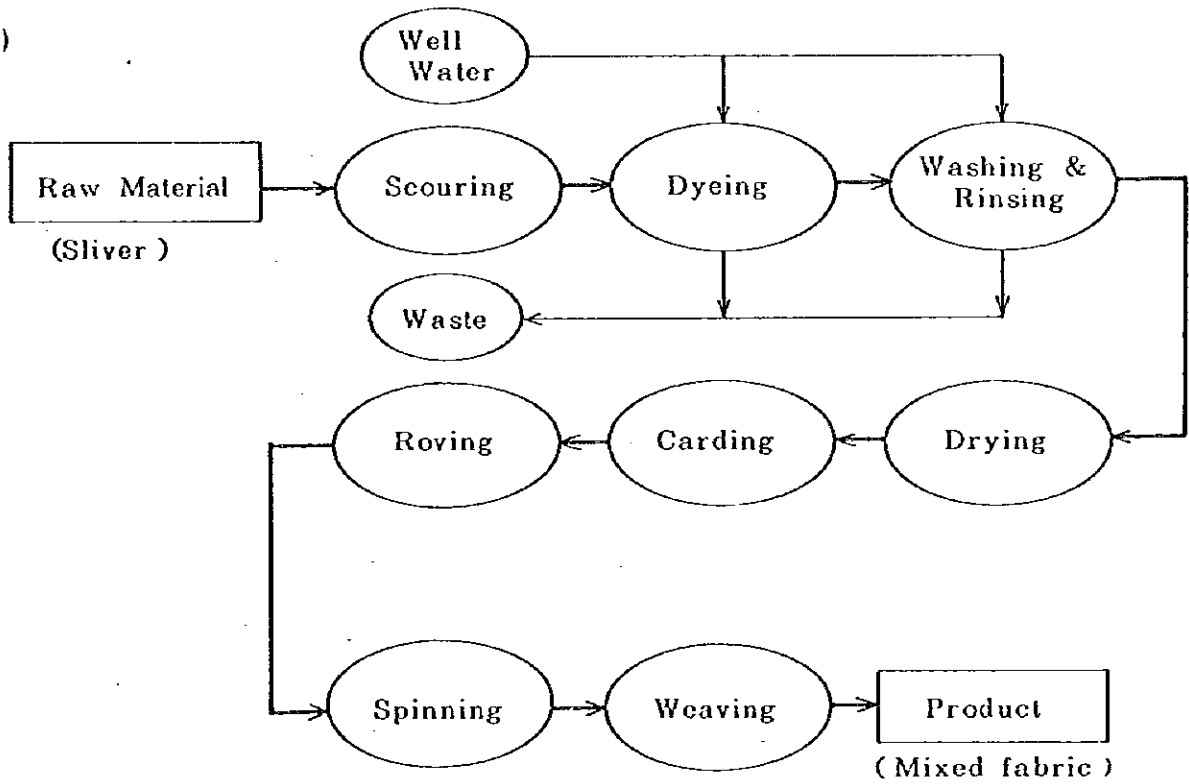 )
Well
Water
Raw Material
(Sliver)
Scouring
Dyeing
Washing &
Rinsing
Waste
Roving
Carding
Drying
Spinning
Weaving
Product
(Mixed fabric)